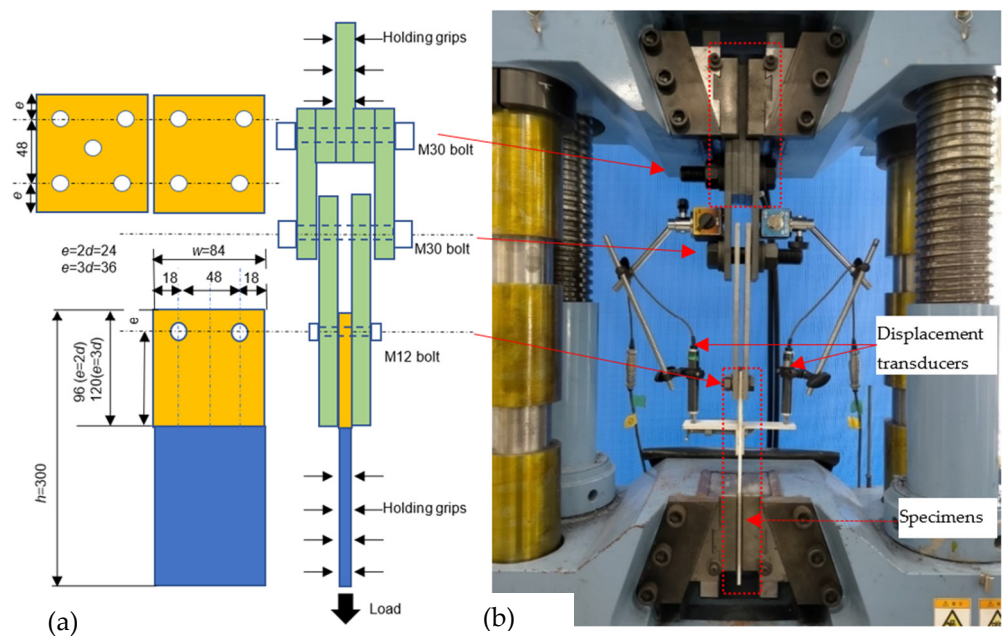 Holding grips
e
48
e
M30 bolt
M30 bolt
e=2d=24
e=3d=36
w=84
18
48
18
e
96 (e=2d)
120(e=3d)
h=300
M12 bolt
Holding grips
Load
(a)
Displacement
transducers
Specimens
(b)